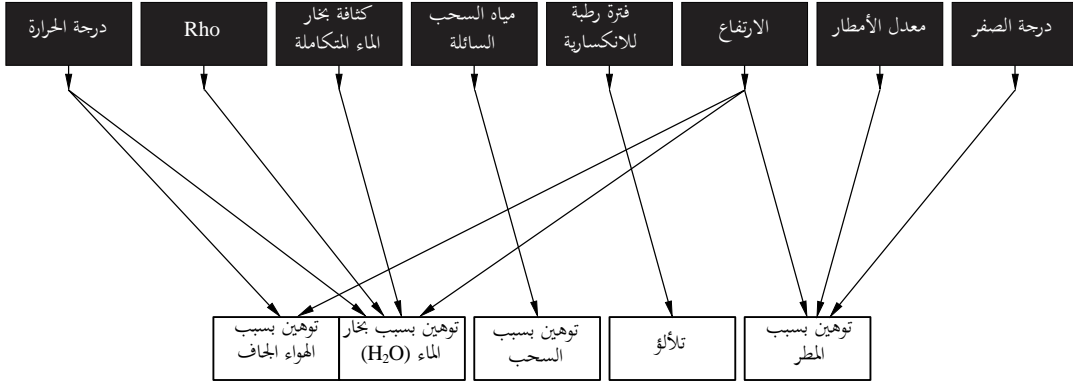 درجة الصفر
معدل الأمطار
الارتفاع
فترة رطبة
للانكسارية
مياه السحب
السائلة
كثافة بخار
الماء المتكاملة
Rho
درجة الحرارة
توهين بسبب
المطر
تلألؤ
توهين بسبب
السحب
توهين بسبب بخار
الماء (H₂O)
توهين بسبب
الهواء الجاف